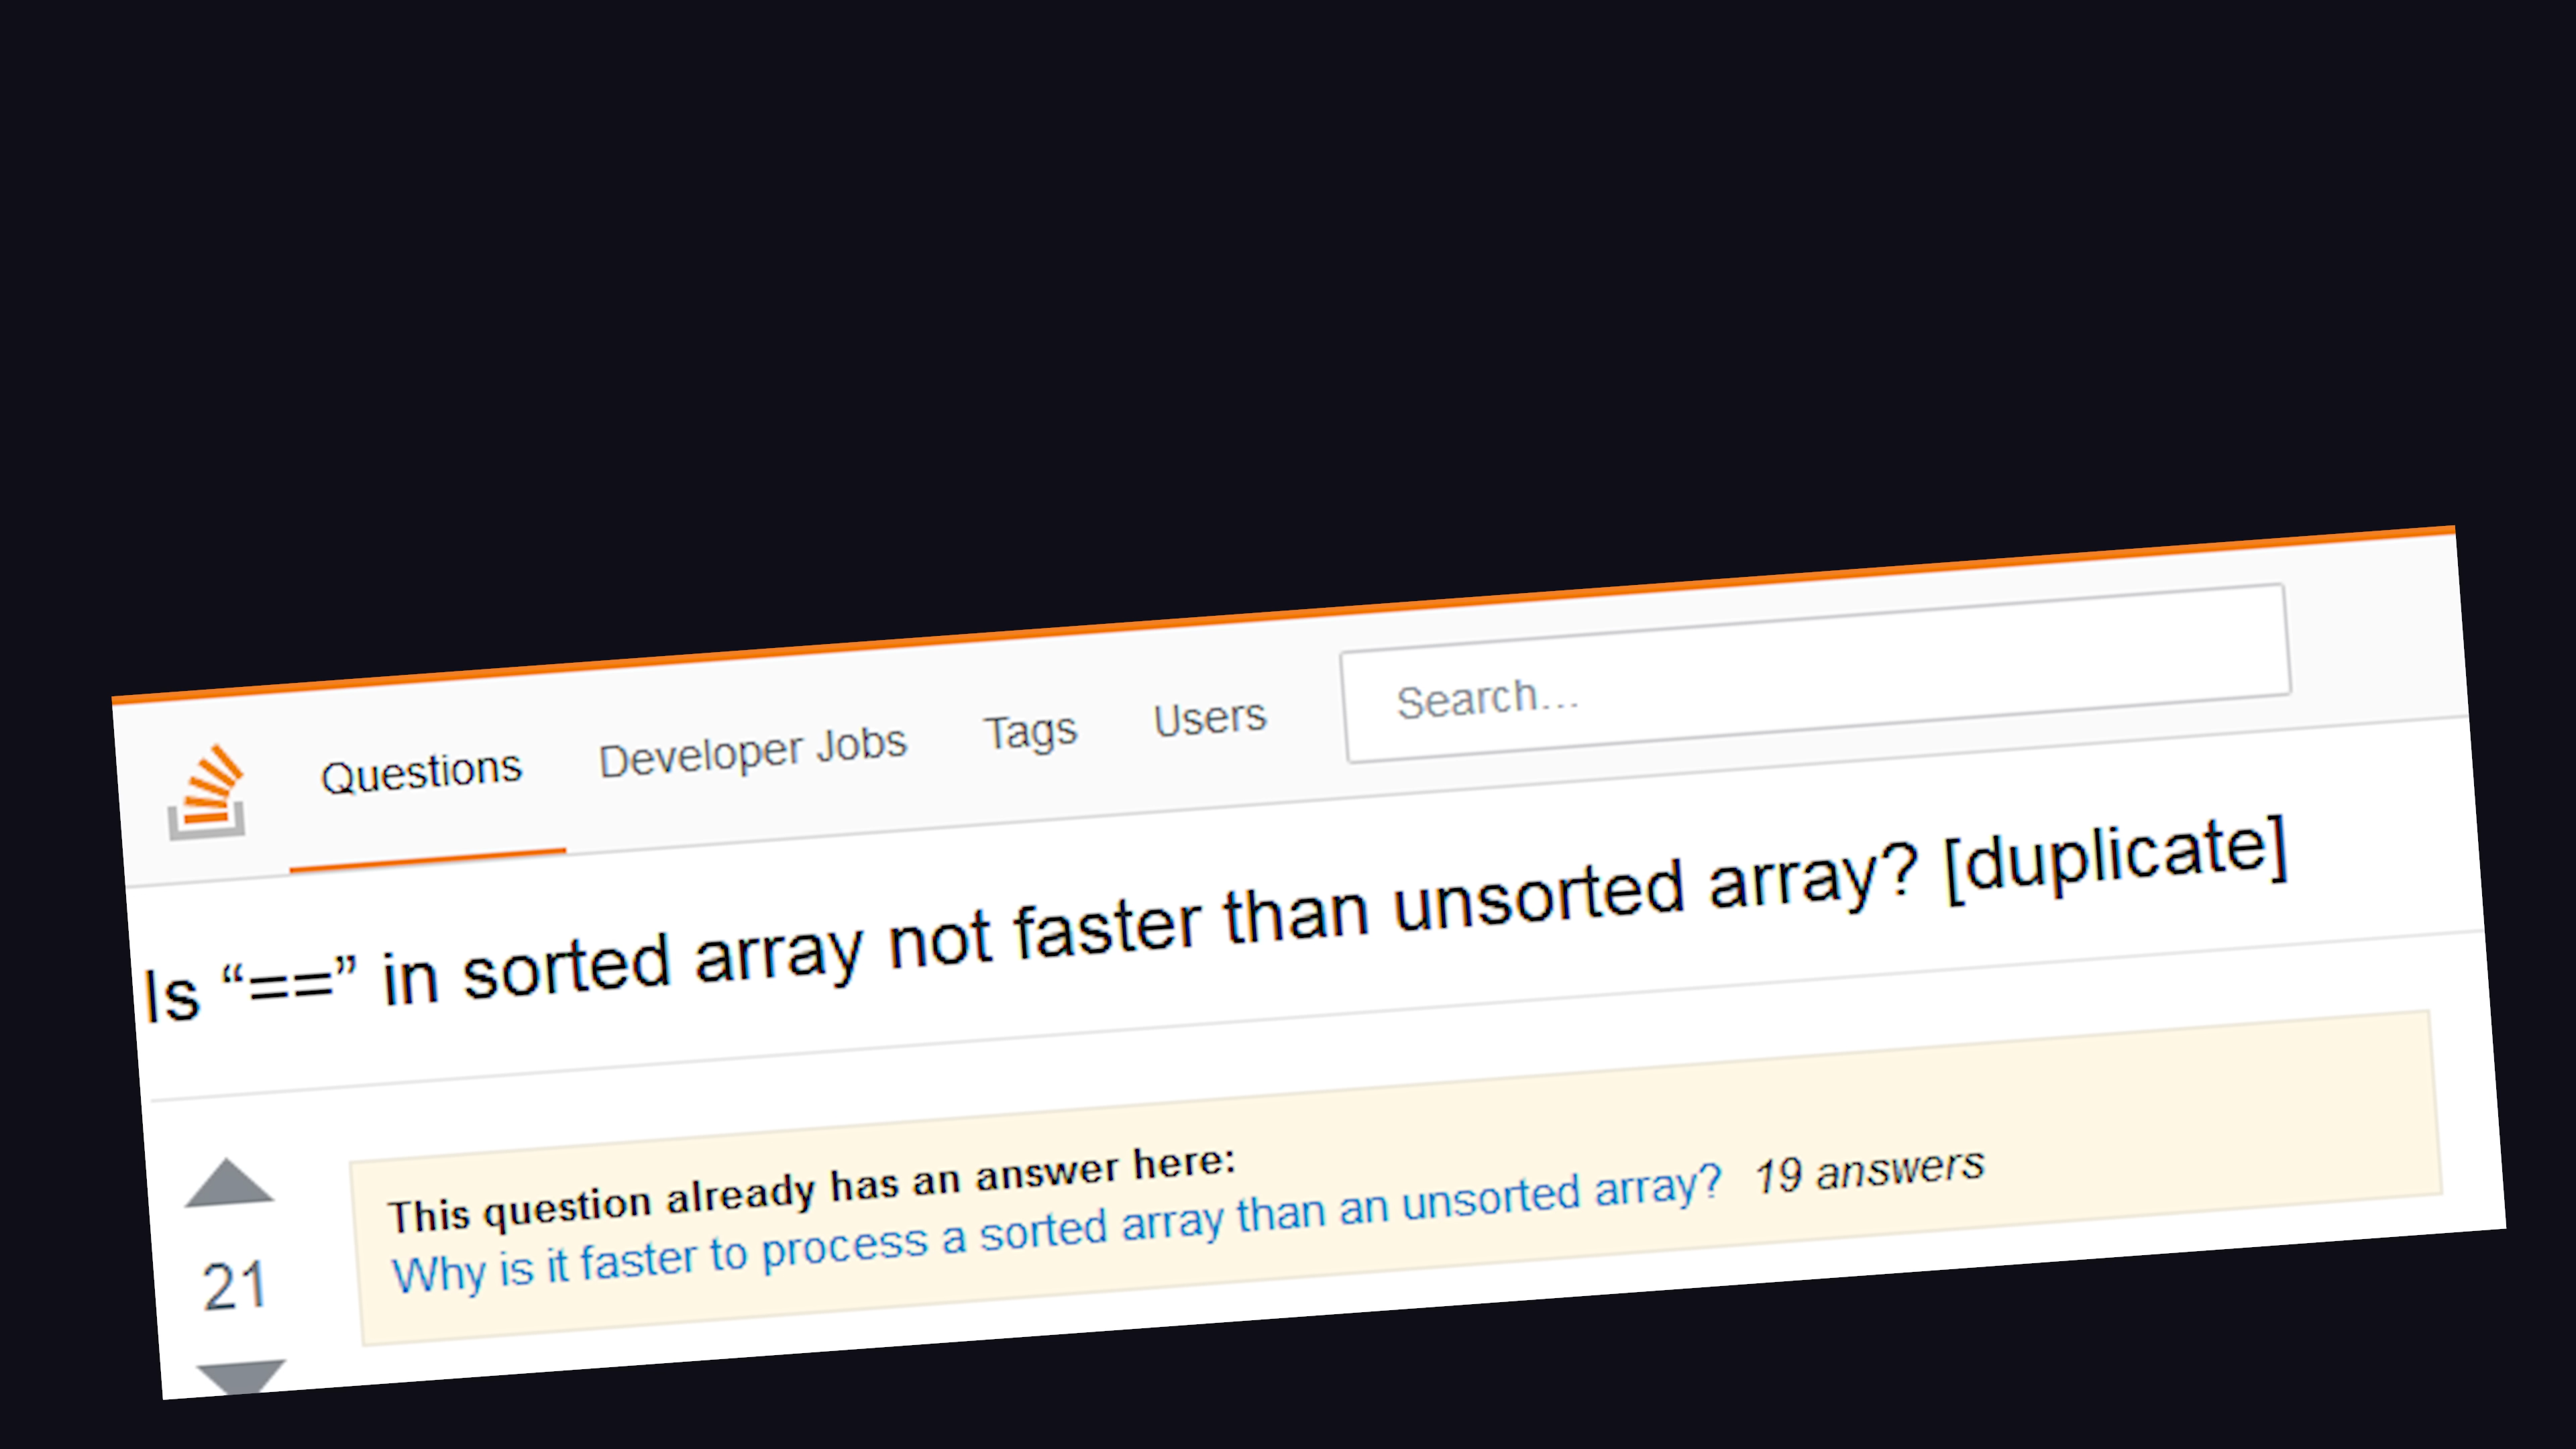 Questions Developer Jobs Tags Users Search...
Is “==” in sorted array not faster than unsorted array? [duplicate]
This question already has an answer here:
Why is it faster to process a sorted array than an unsorted array? 19 answers
21